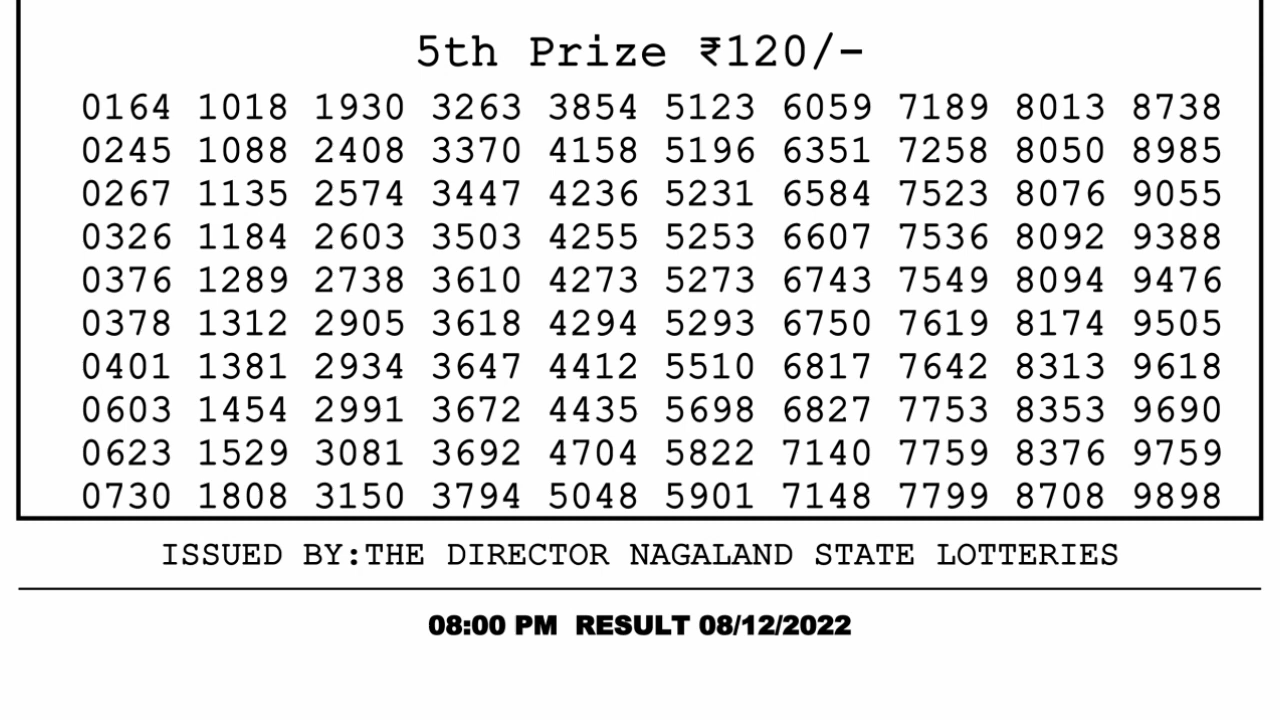 5th Prize ₹120/-
0164 1018 1930 3263 3854 5123 6059 7189 8013 8738
0245 1088 2408 3370 4158 5196 6351 7258 8050 8985
0267 1135 2574 3447 4236 5231 6584 7523 8076 9055
0326 1184 2603 3503 4255 5253 6607 7536 8092 9388
0376 1289 2738 3610 4273 5273 6743 7549 8094 9476
0378 1312 2905 3618 4294 5293 6750 7619 8174 9505
0401 1381 2934 3647 4412 5510 6817 7642 8313 9618
0603 1454 2991 3672 4435 5698 6827 7753 8353 9690
0623 1529 3081 3692 4704 5822 7140 7759 8376 9759
0730 1808 3150 3794 5048 5901 7148 7799 8708 9898
ISSUED BY:THE DIRECTOR NAGALAND STATE LOTTERIES
08:00 PM RESULT 08/12/2022